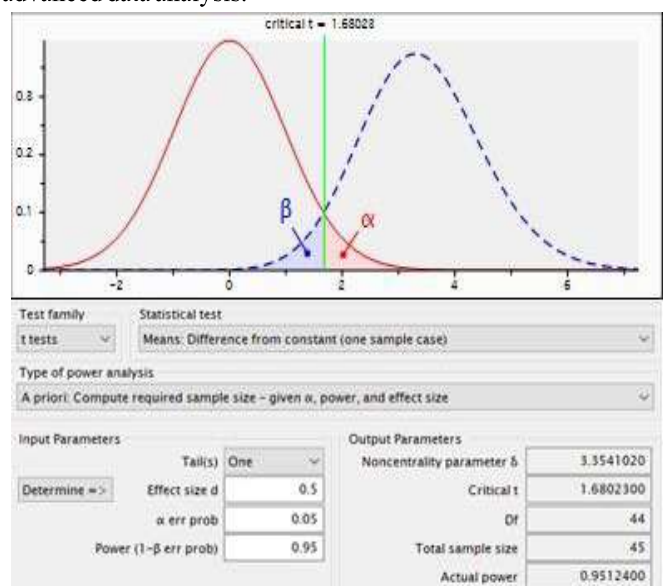 advanced data analysis.
critical t = 1.68023
0.3
0.2
0.1
0
β
α
-2
0
2
4
6
Test family
Statistical test
t tests
Means: Difference from constant (one sample case)
Type of power analysis
A priori: Compute required sample size – given α, power, and effect size
Input Parameters
Output Parameters
Tail(s) One
Noncentrality parameter δ 3.3541020
Determine => Effect size d 0.5
Critical t 1.6802300
α err prob 0.05
Df 44
Power (1-β err prob) 0.95
Total sample size 45
Actual power 0.9512400